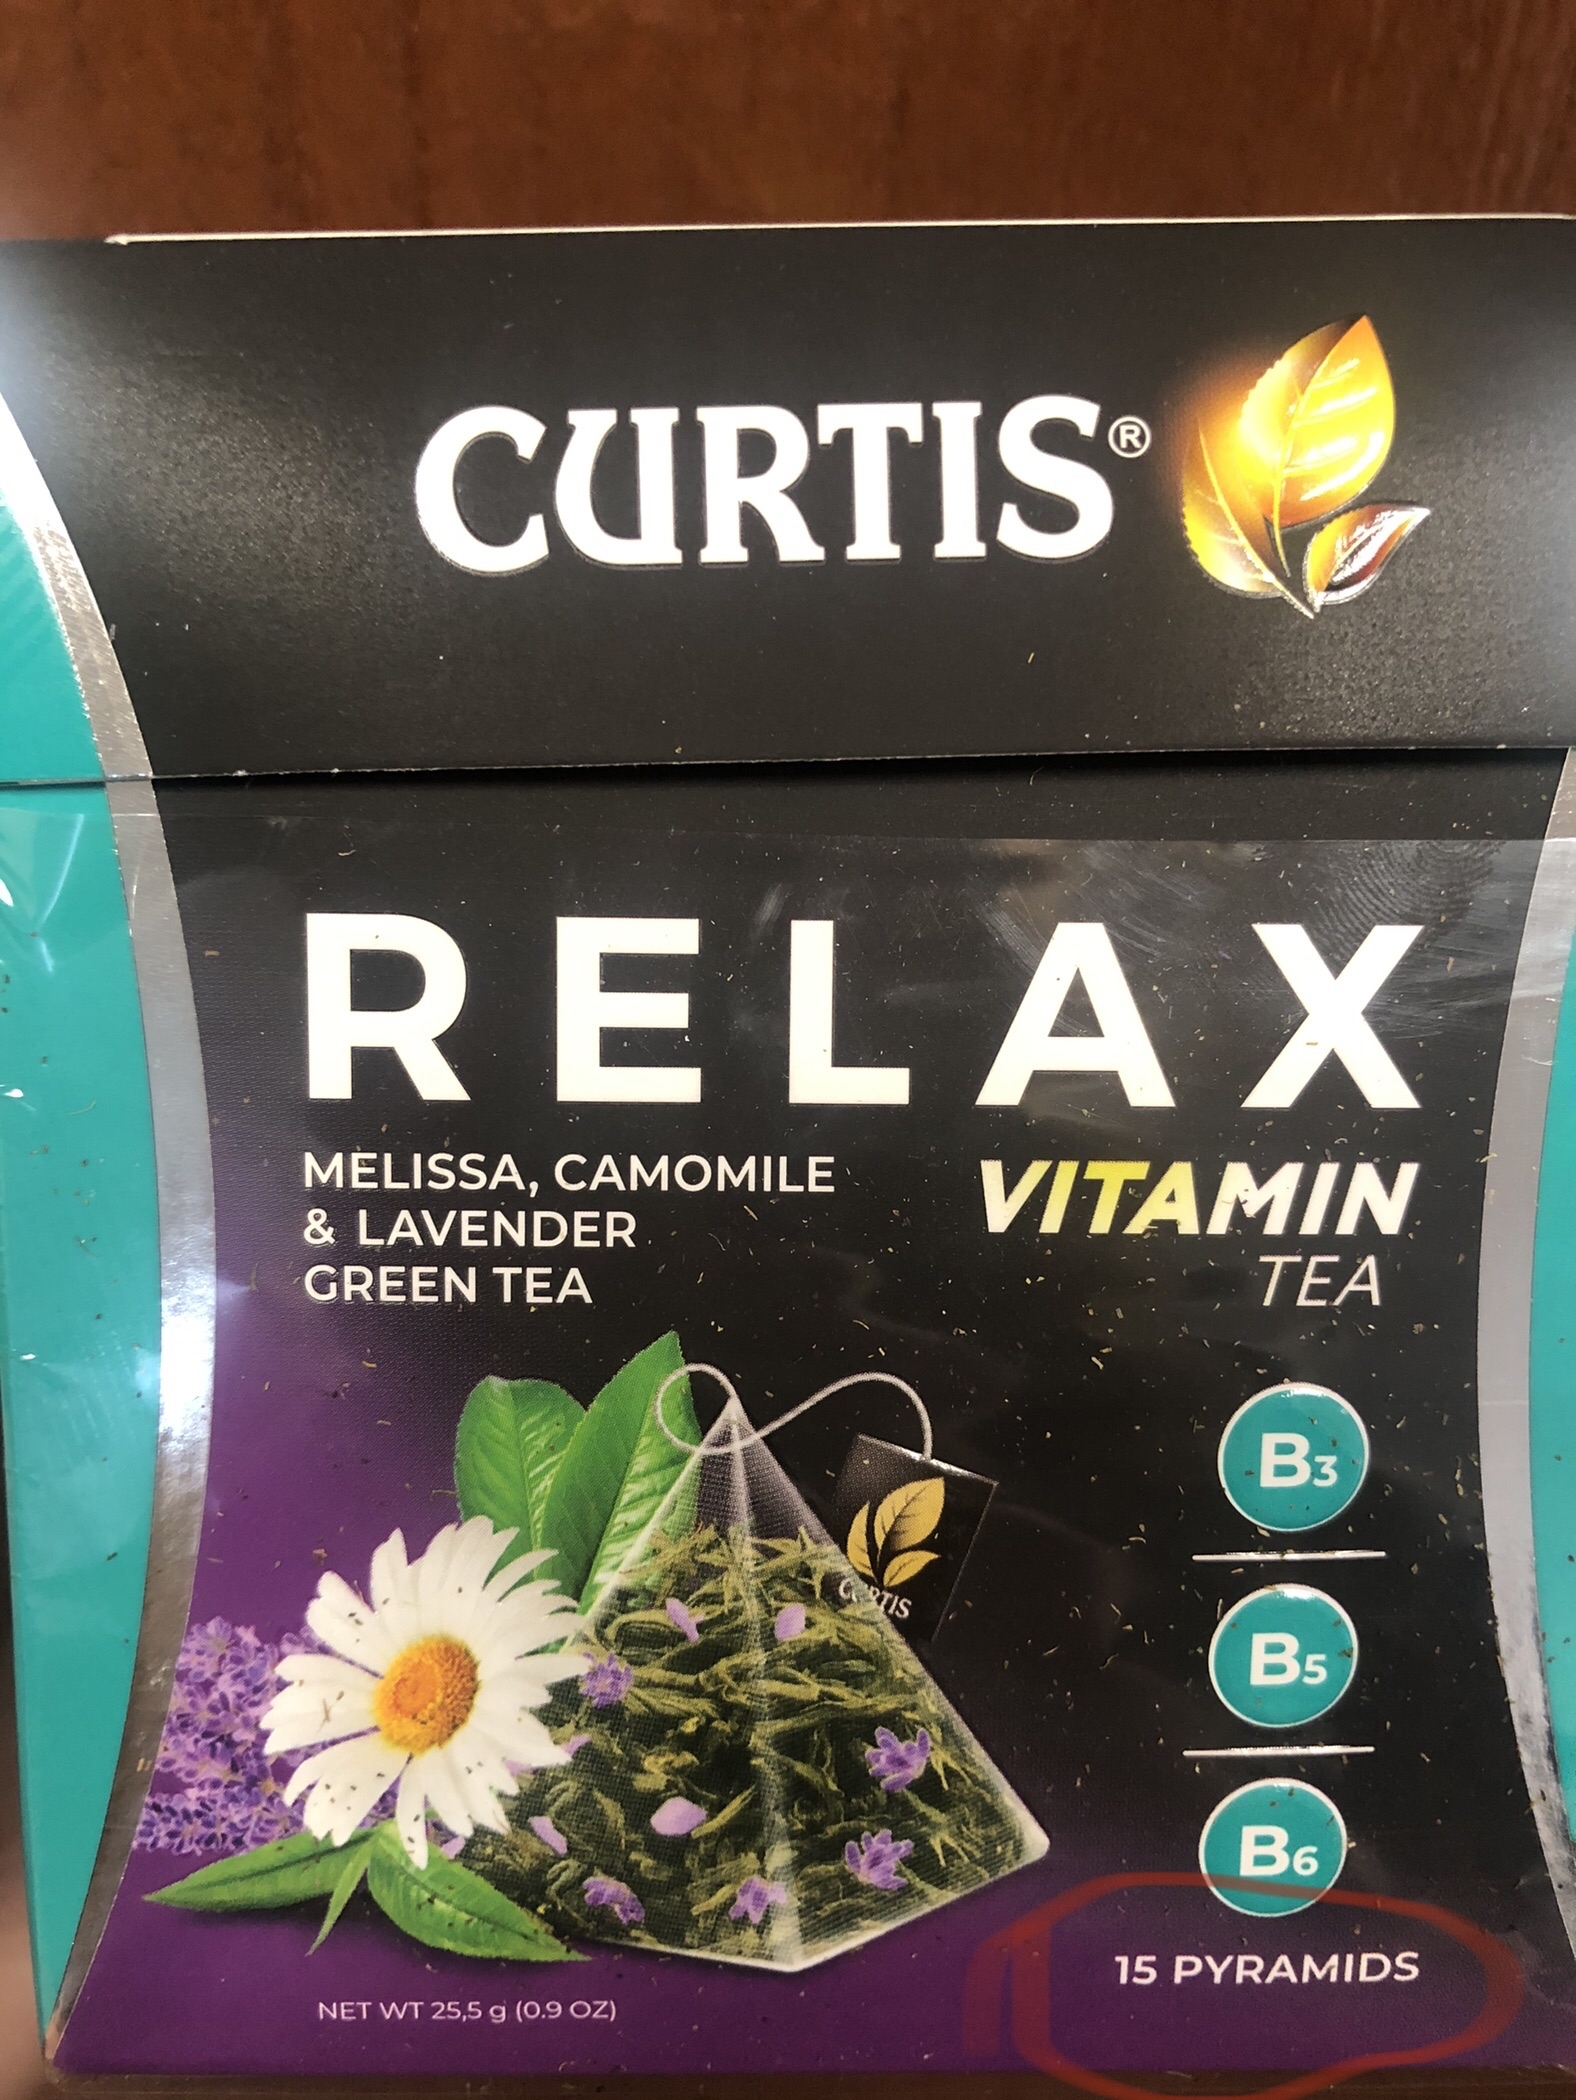 CURTIS®
RELAX
MELISSA, CAMOMILE
& LAVENDER
GREEN TEA
VITAMIN
TEA
CURTIS
B3
B5
B6
15 PYRAMIDS
NET WT 25,5 g (0.9 OZ)